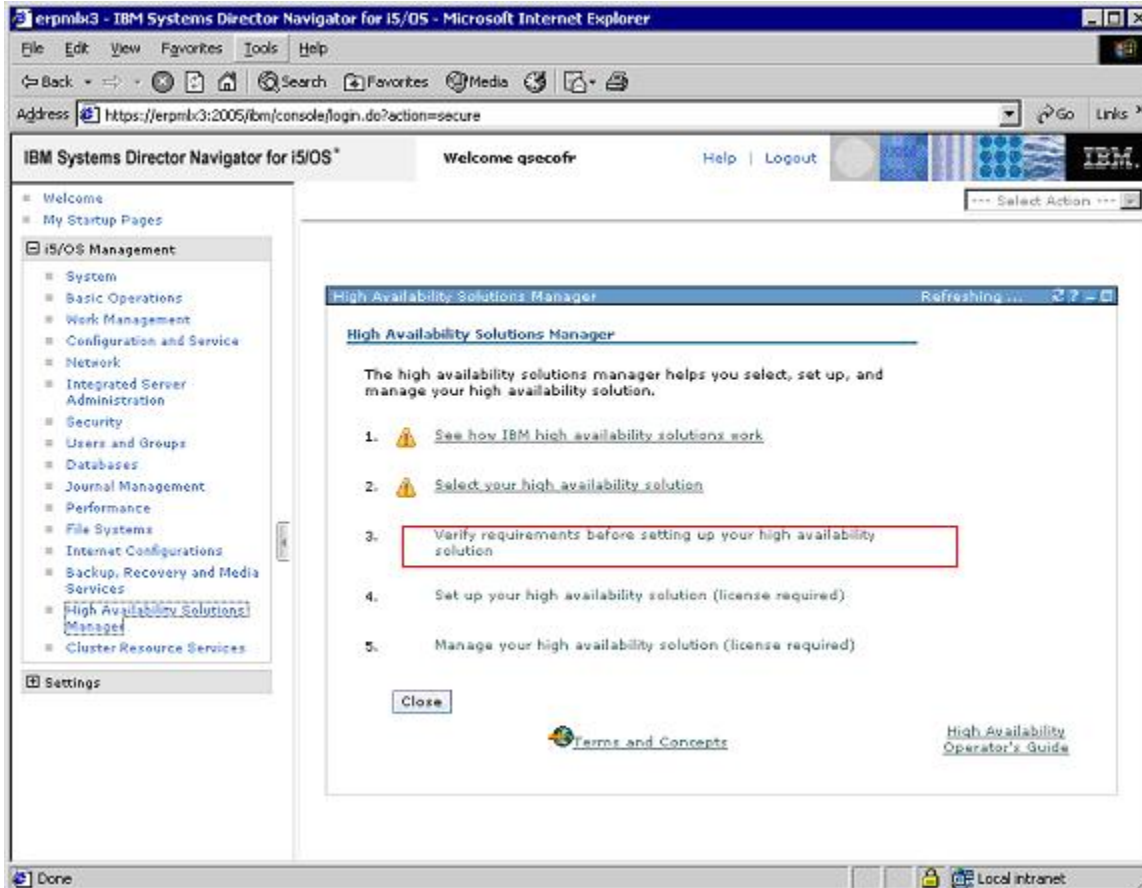 erpmlx3 - IBM Systems Director Navigator for i5/OS - Microsoft Internet Explorer
File Edit View Favorites Tools Help
Back Search Favorites Media
Address https://erpmlx3:2005/ibm/console/login.do?action=secure Go Links »
IBM Systems Director Navigator for i5/OS* Welcome qsecofr Help | Logout IBM.
Welcome
My Startup Pages
--- Select Action ---
i5/OS Management
System
Basic Operations
Work Management
Configuration and Service
Network
Integrated Server
Administration
Security
Users and Groups
Databases
Journal Management
Performance
File Systems
Internet Configurations
Backup, Recovery and Media
Services
High Availability Solutions
Manager
Cluster Resource Services
Settings
High Availability Solutions Manager Refreshing ... ? –
High Availability Solutions Manager
The high availability solutions manager helps you select, set up, and
manage your high availability solution.
1. See how IBM high availability solutions work
2. Select your high availability solution
3. Verify requirements before setting up your high availability
solution
4. Set up your high availability solution (license required)
5. Manage your high availability solution (license required)
Close
Terms and Concepts
High Availability
Operator's Guide
Done Local intranet